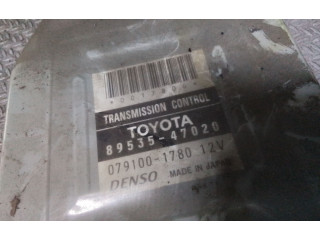 TRANSMISSION CONTROL
TOYOTA
89535-47020
079100-1780 12V
DENSO MADE IN JAPAN